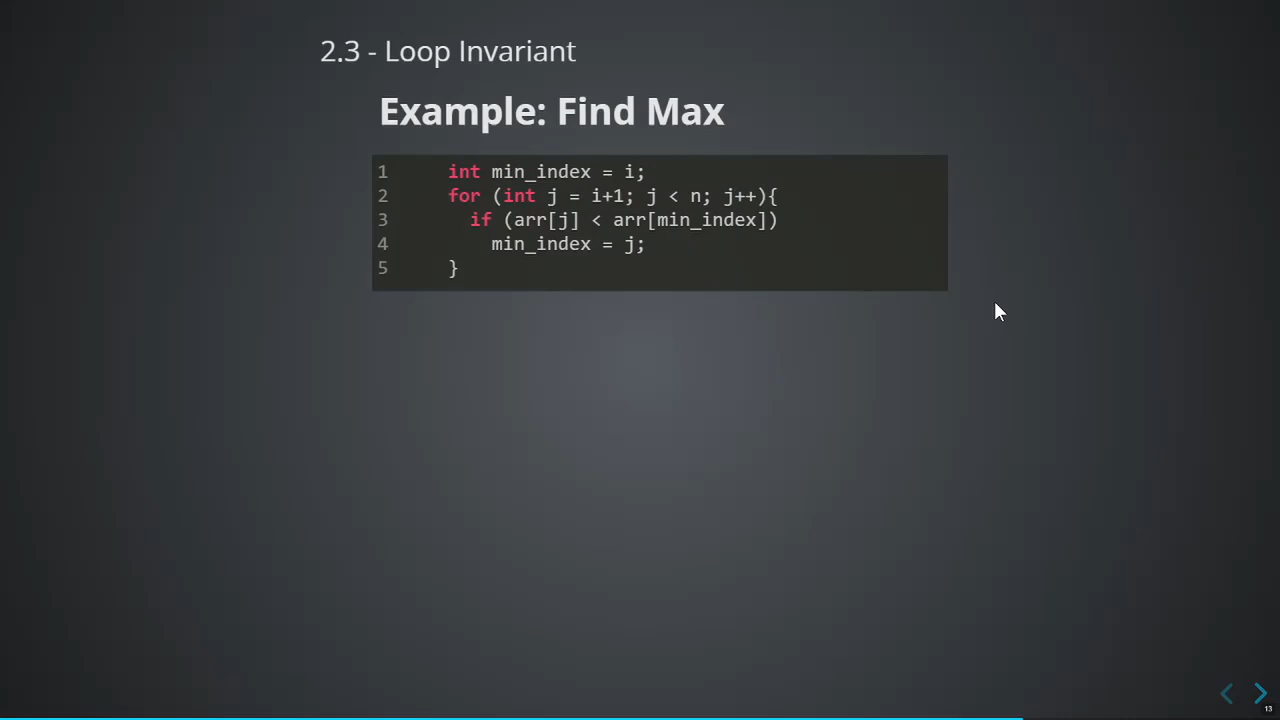 2.3 - Loop Invariant
Example: Find Max
1 int min_index = i;
2 for (int j = i+1; j < n; j++){
3 if (arr[j] < arr[min_index])
4 min_index = j;
5 }
13